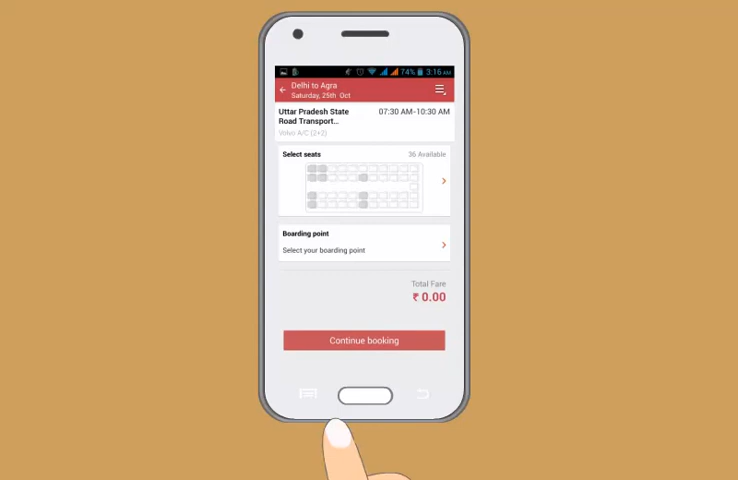 74% 3:16 AM
Delhi to Agra
Saturday, 25th Oct
Uttar Pradesh State 07:30 AM-10:30 AM
Road Transport...
Volvo A/C (2+2)
Select seats 36 Available
Boarding point
Select your boarding point
Total Fare
₹ 0.00
Continue booking